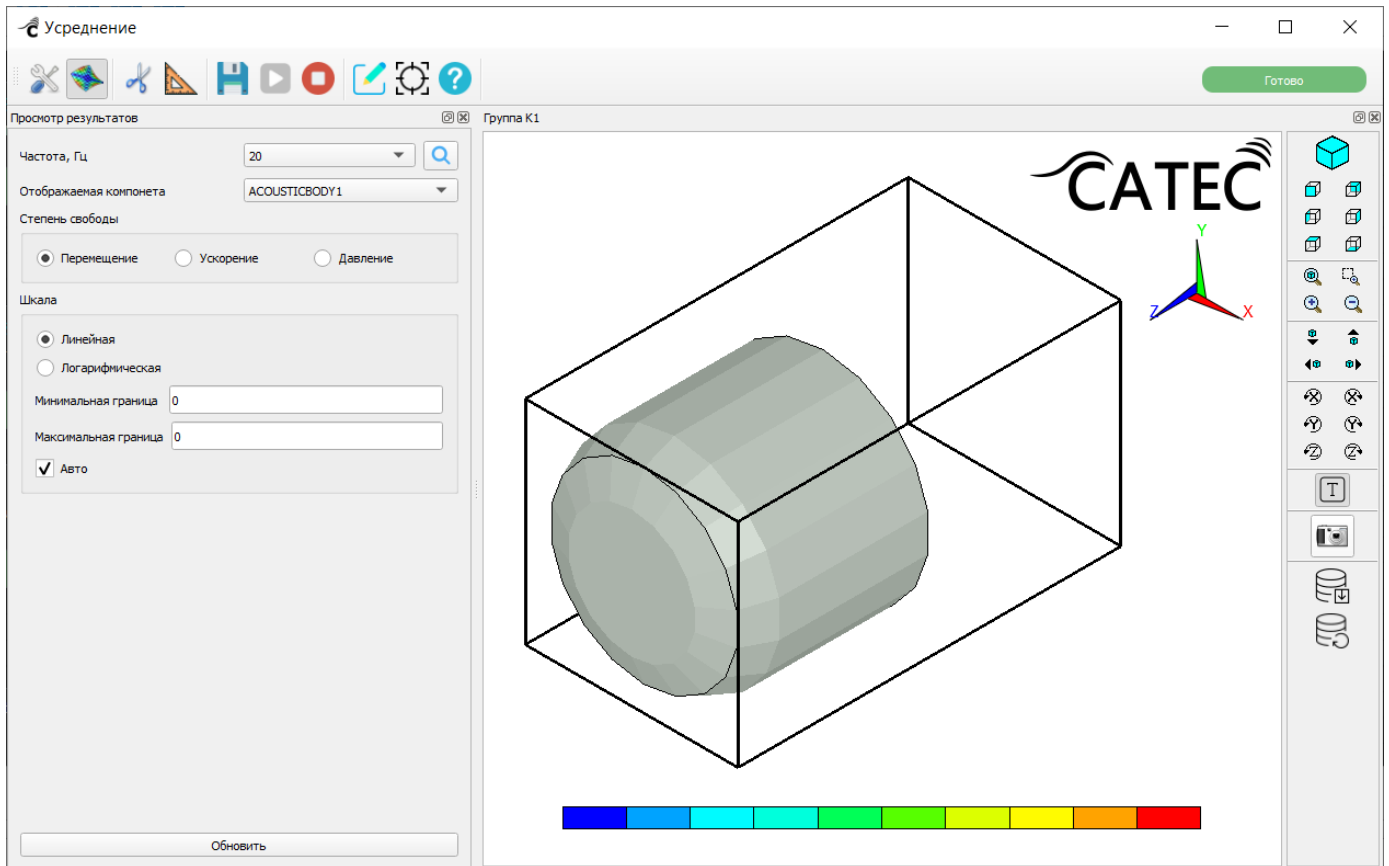 Усреднение
Готово
Просмотр результатов
Группа К1
Частота, Гц
20
Отображаемая компонета
ACOUSTICBODY1
Степень свободы
Перемещение
Ускорение
Давление
Шкала
Линейная
Логарифмическая
Минимальная граница
0
Максимальная граница
0
Авто
Обновить
CATEC
Y
Z
X
X X
Y Y
Z Z
T